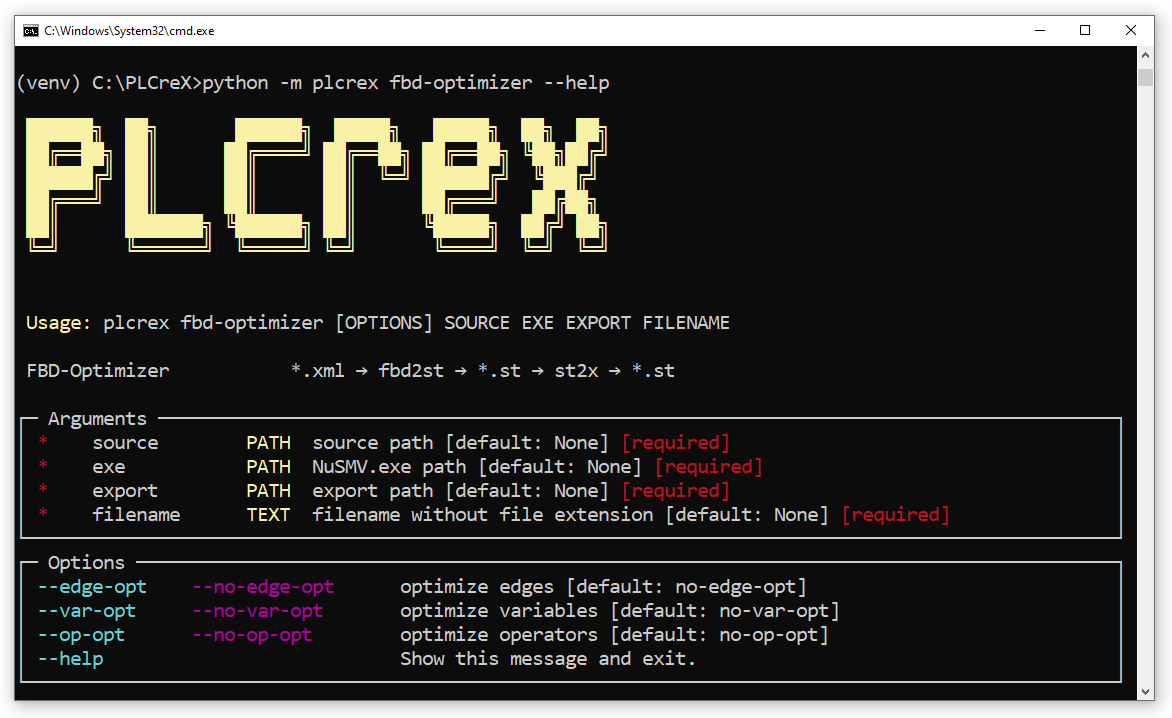 C:\Windows\System32\cmd.exe
(venv) C:\PLCreX>python -m plcrex fbd-optimizer --help
PLCreX
Usage: plcrex fbd-optimizer [OPTIONS] SOURCE EXE EXPORT FILENAME
FBD-Optimizer *.xml → fbd2st → *.st → st2x → *.st
Arguments
* source PATH source path [default: None] [required]
* exe PATH NuSMV.exe path [default: None] [required]
* export PATH export path [default: None] [required]
* filename TEXT filename without file extension [default: None] [required]
Options
--edge-opt --no-edge-opt optimize edges [default: no-edge-opt]
--var-opt --no-var-opt optimize variables [default: no-var-opt]
--op-opt --no-op-opt optimize operators [default: no-op-opt]
--help Show this message and exit.